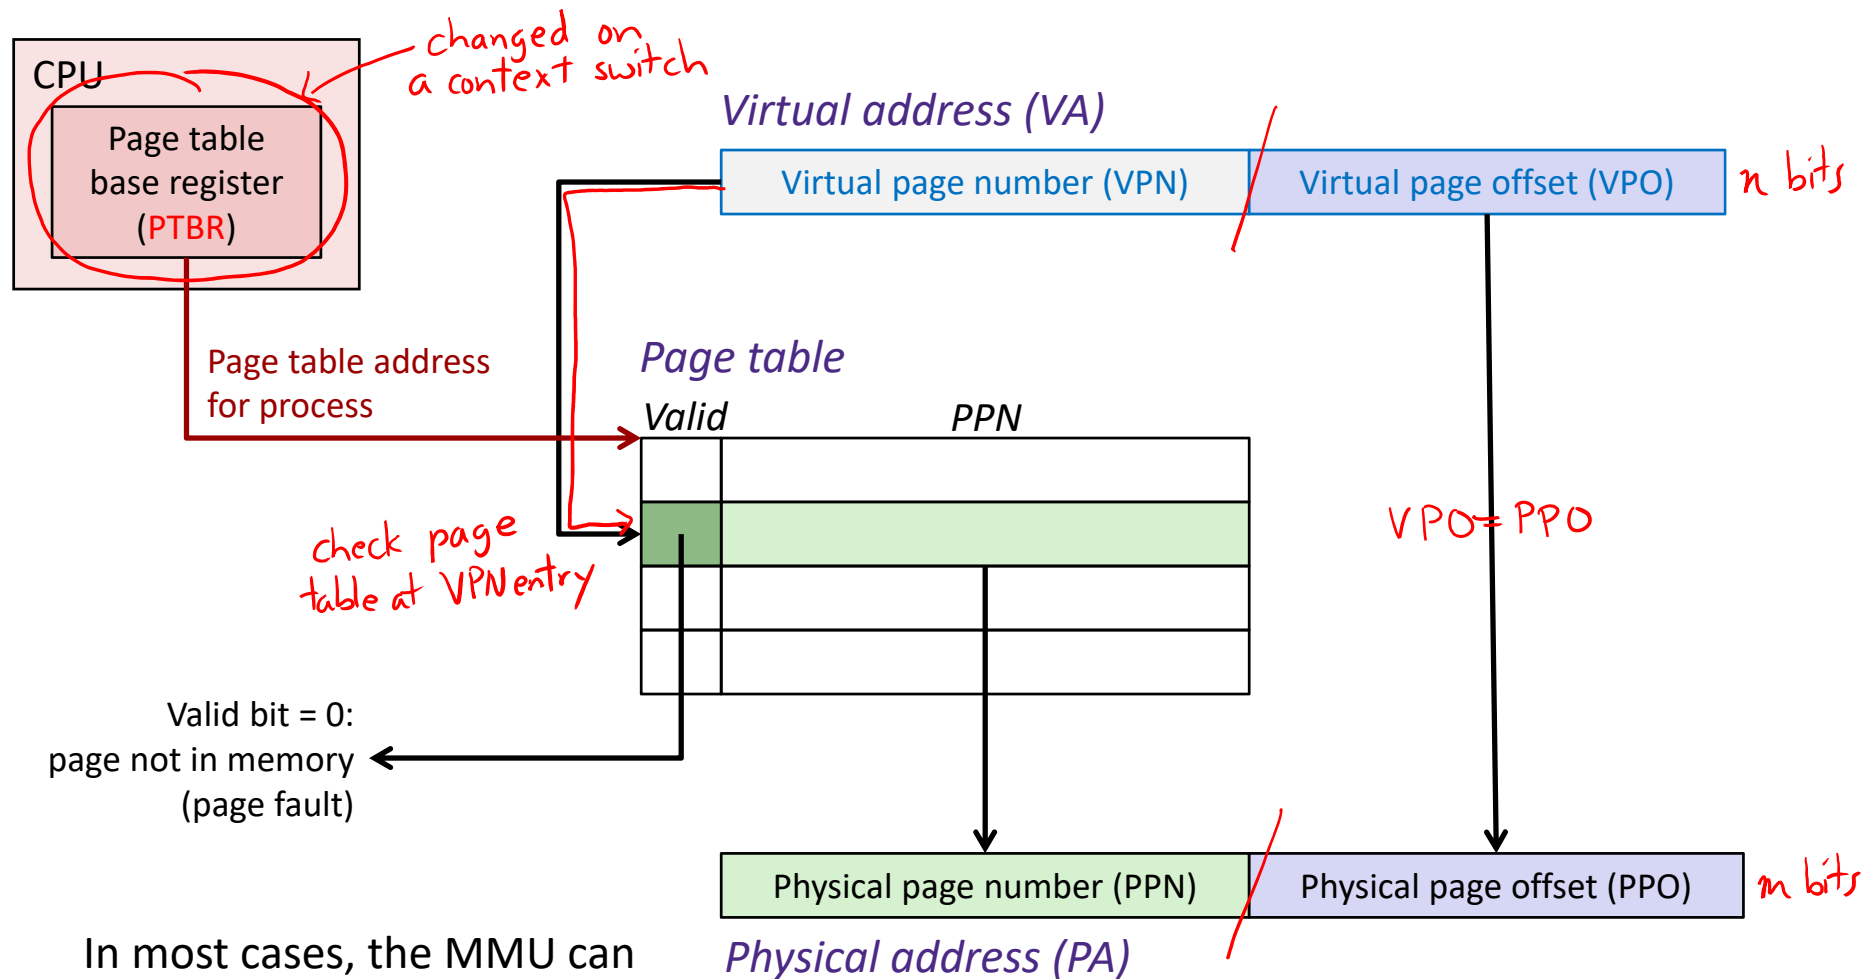 changed on
a context switch
CPU
Page table
base register
(PTBR)
Virtual address (VA)
Virtual page number (VPN)
Virtual page offset (VPO)
n bits
Page table address
for process
Page table
Valid
PPN
check page
table at VPN entry
VPO=PPO
Valid bit = 0:
page not in memory
(page fault)
Physical page number (PPN)
Physical page offset (PPO)
m bits
In most cases, the MMU can
Physical address (PA)